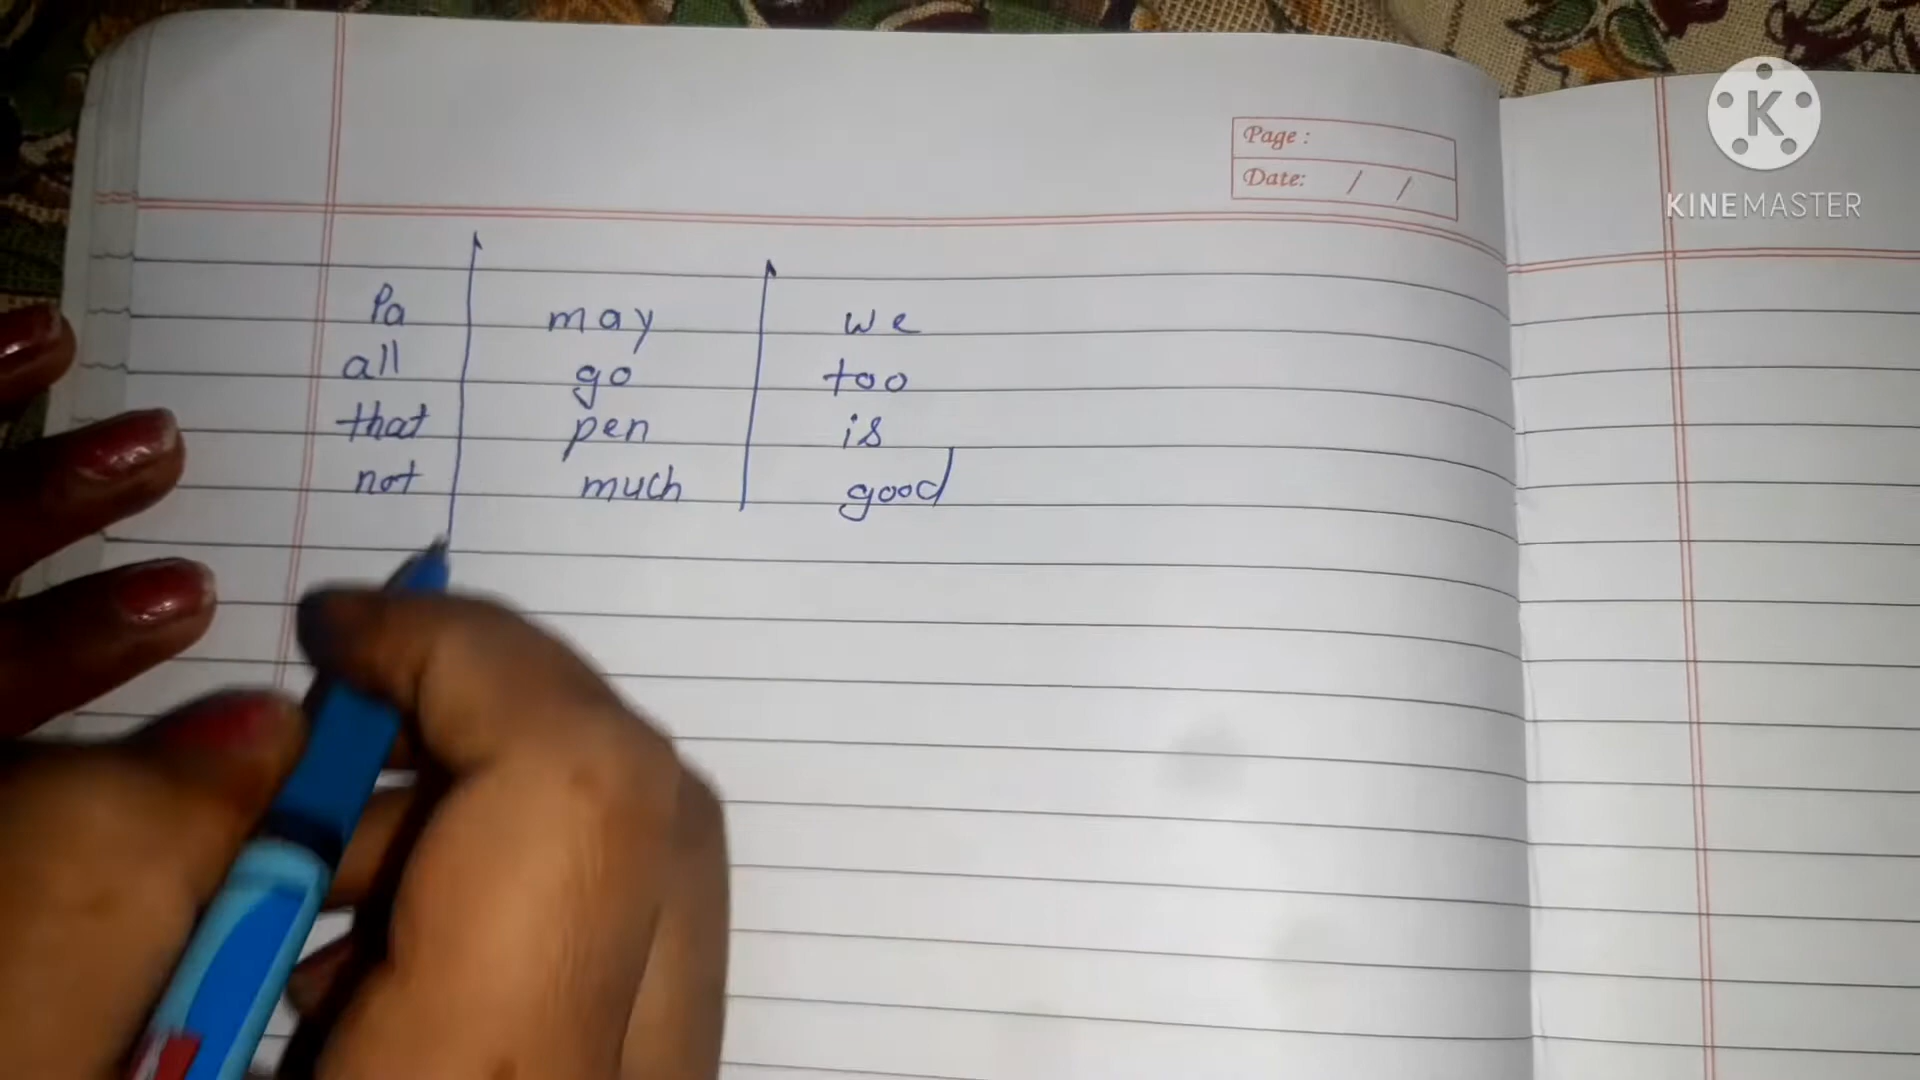 Page :
Date: / /
K
KINEMASTER
Pa may we
all go too
that pen is
not much good